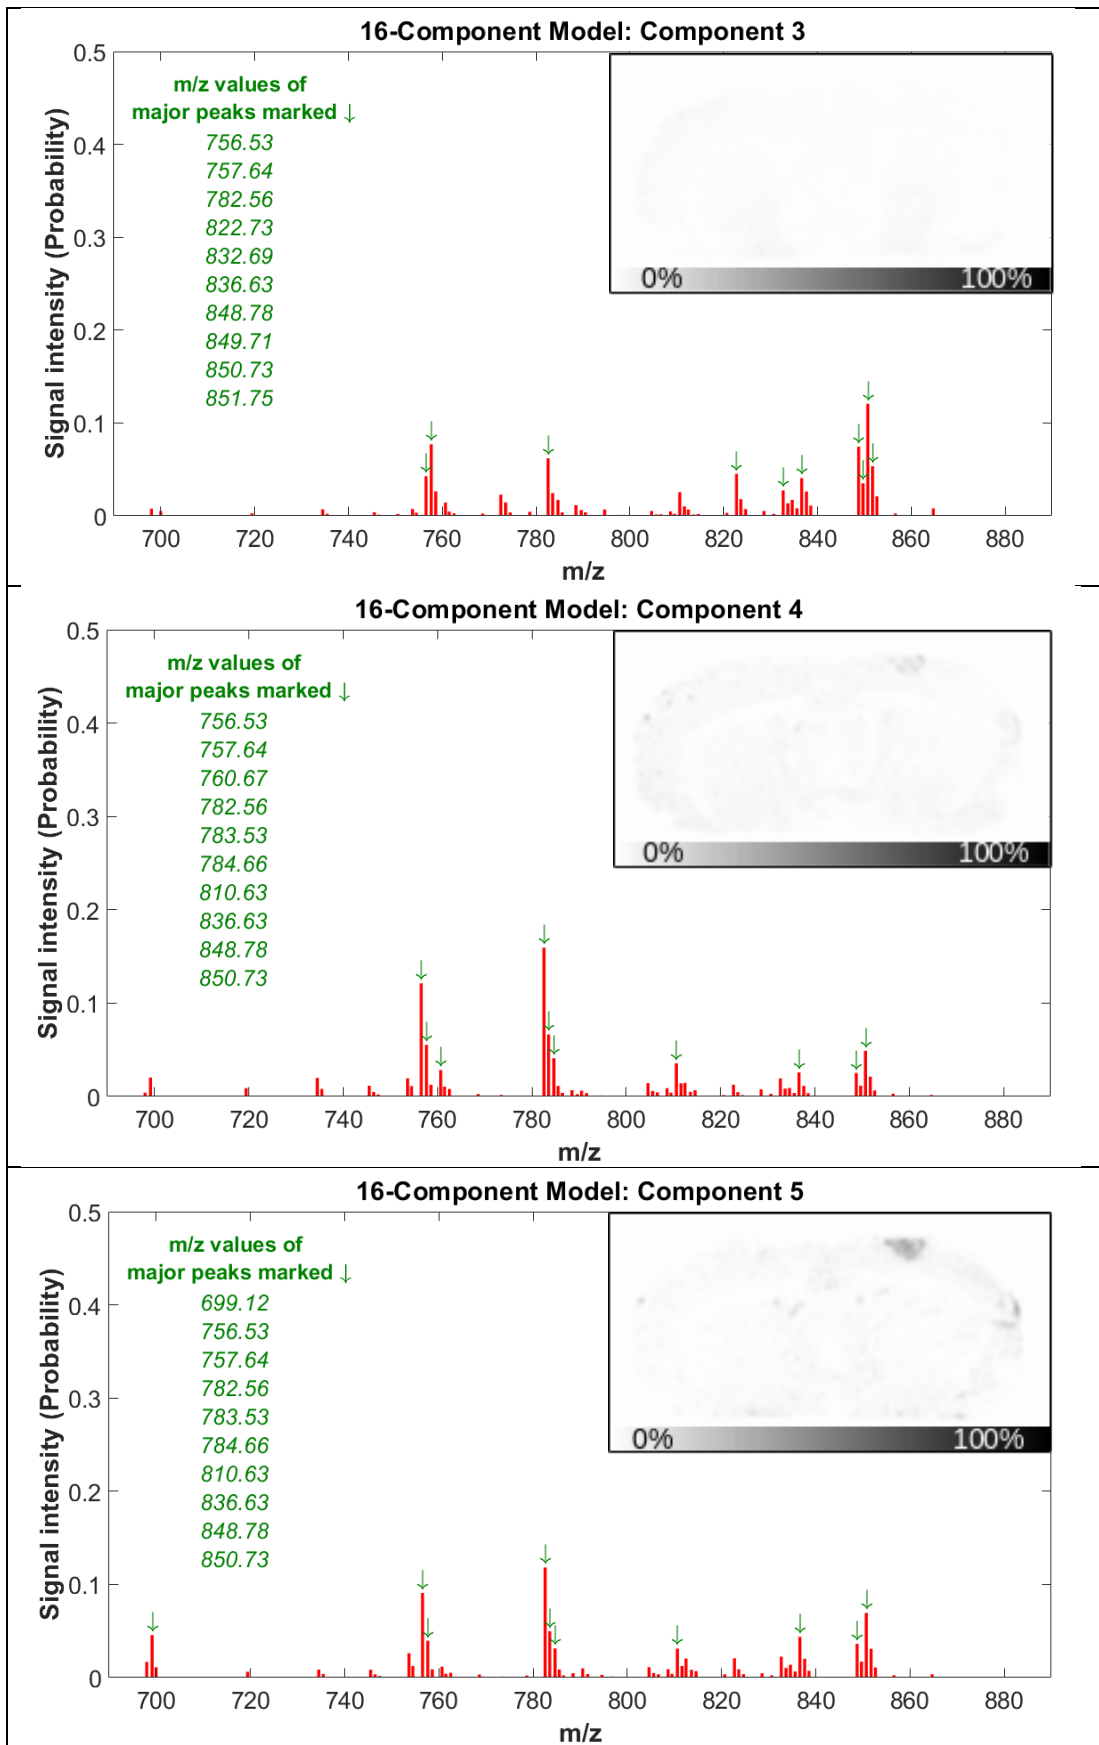 16-Component Model: Component 3
0.5
0.4
0.3
0.2
0.1
0
Signal intensity (Probability)
m/z values of
major peaks marked ↓
756.53
757.64
782.56
822.73
832.69
836.63
848.78
849.71
850.73
851.75
0% 100%
700 720 740 760 780 800 820 840 860 880
m/z
16-Component Model: Component 4
0.5
0.4
0.3
0.2
0.1
0
Signal intensity (Probability)
m/z values of
major peaks marked ↓
756.53
757.64
760.67
782.56
783.53
784.66
810.63
836.63
848.78
850.73
0% 100%
700 720 740 760 780 800 820 840 860 880
m/z
16-Component Model: Component 5
0.5
0.4
0.3
0.2
0.1
0
Signal intensity (Probability)
m/z values of
major peaks marked ↓
699.12
756.53
757.64
782.56
783.53
784.66
810.63
836.63
848.78
850.73
0% 100%
700 720 740 760 780 800 820 840 860 880
m/z